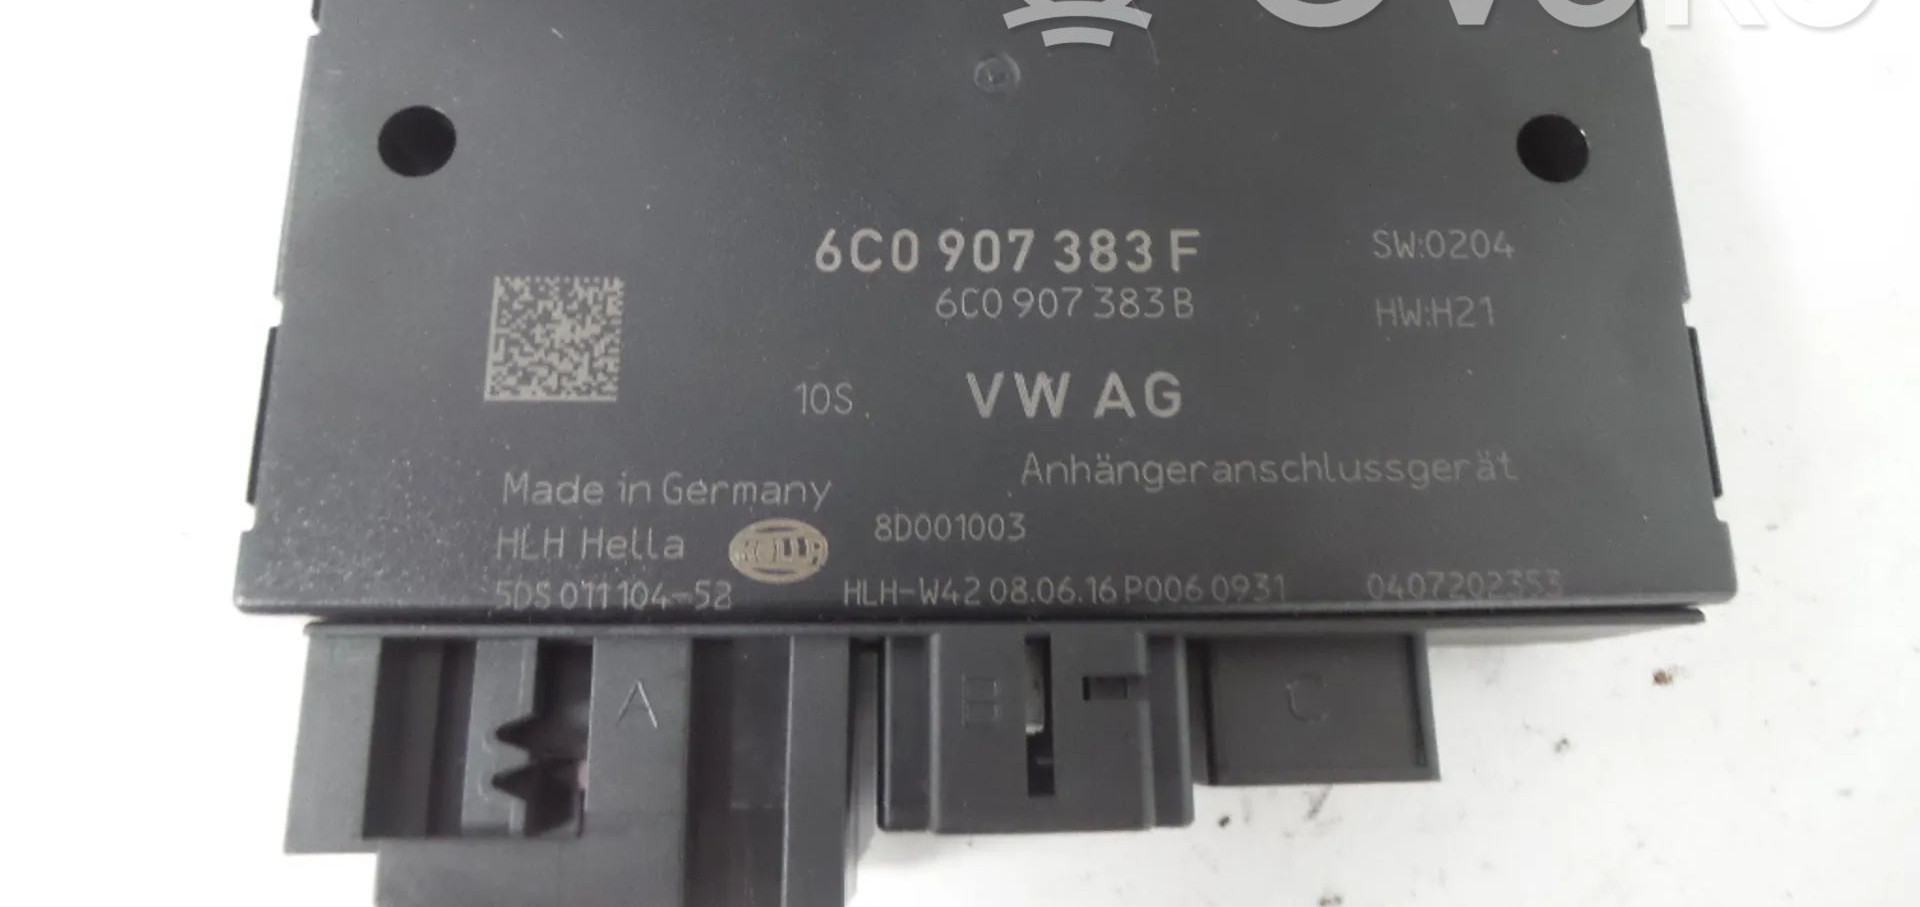 6C0 907 383 F
SW:0204
6C0 907 383 B
HW:H21
10S
VW AG
Anhängeranschlussgerät
Made in Germany
8D001003
HLH Hella
HELLA
5DS 011 104-52
HLH-W42 08.06.16 P006 0931
0407202353
A
B
C